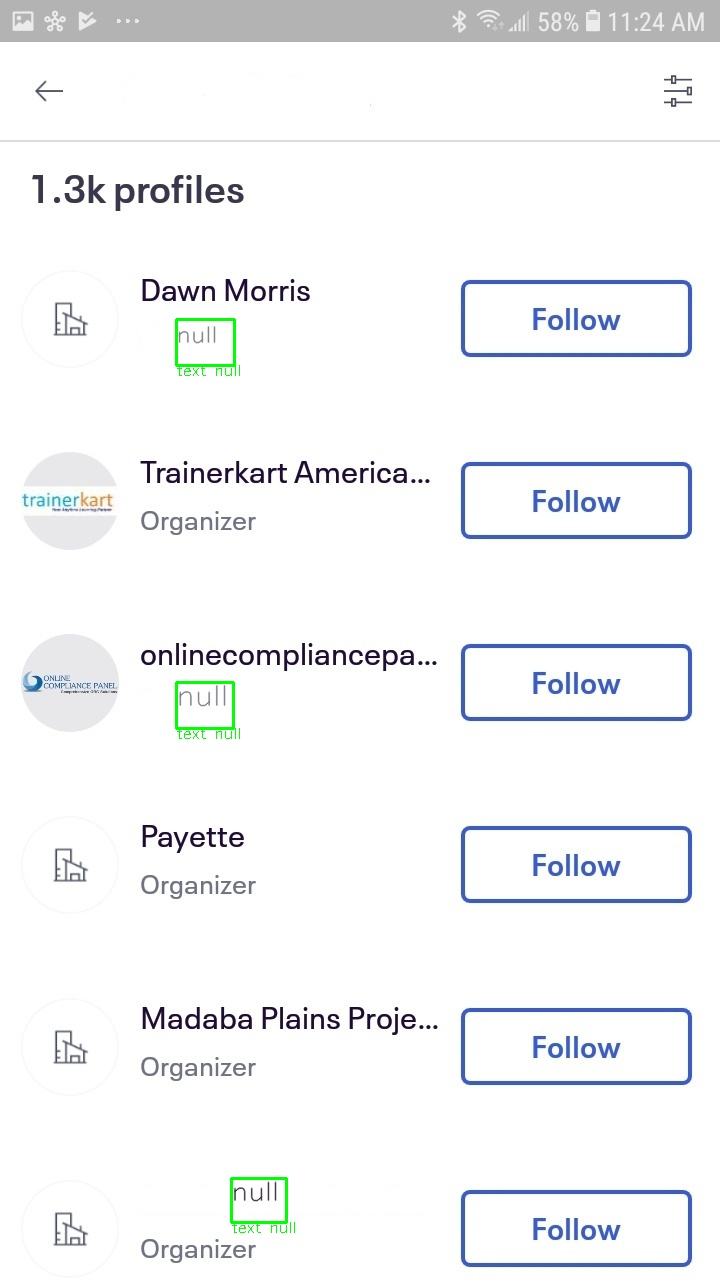 58% 11:24 AM
1.3k profiles
Dawn Morris
null
text null
Follow
trainerkart
Trainerkart America...
Organizer
Follow
ONLINE
COMPLIANCE PANEL
onlinecompliancepa...
null
text null
Follow
Payette
Organizer
Follow
Madaba Plains Proje...
Organizer
Follow
null
text null
Organizer
Follow